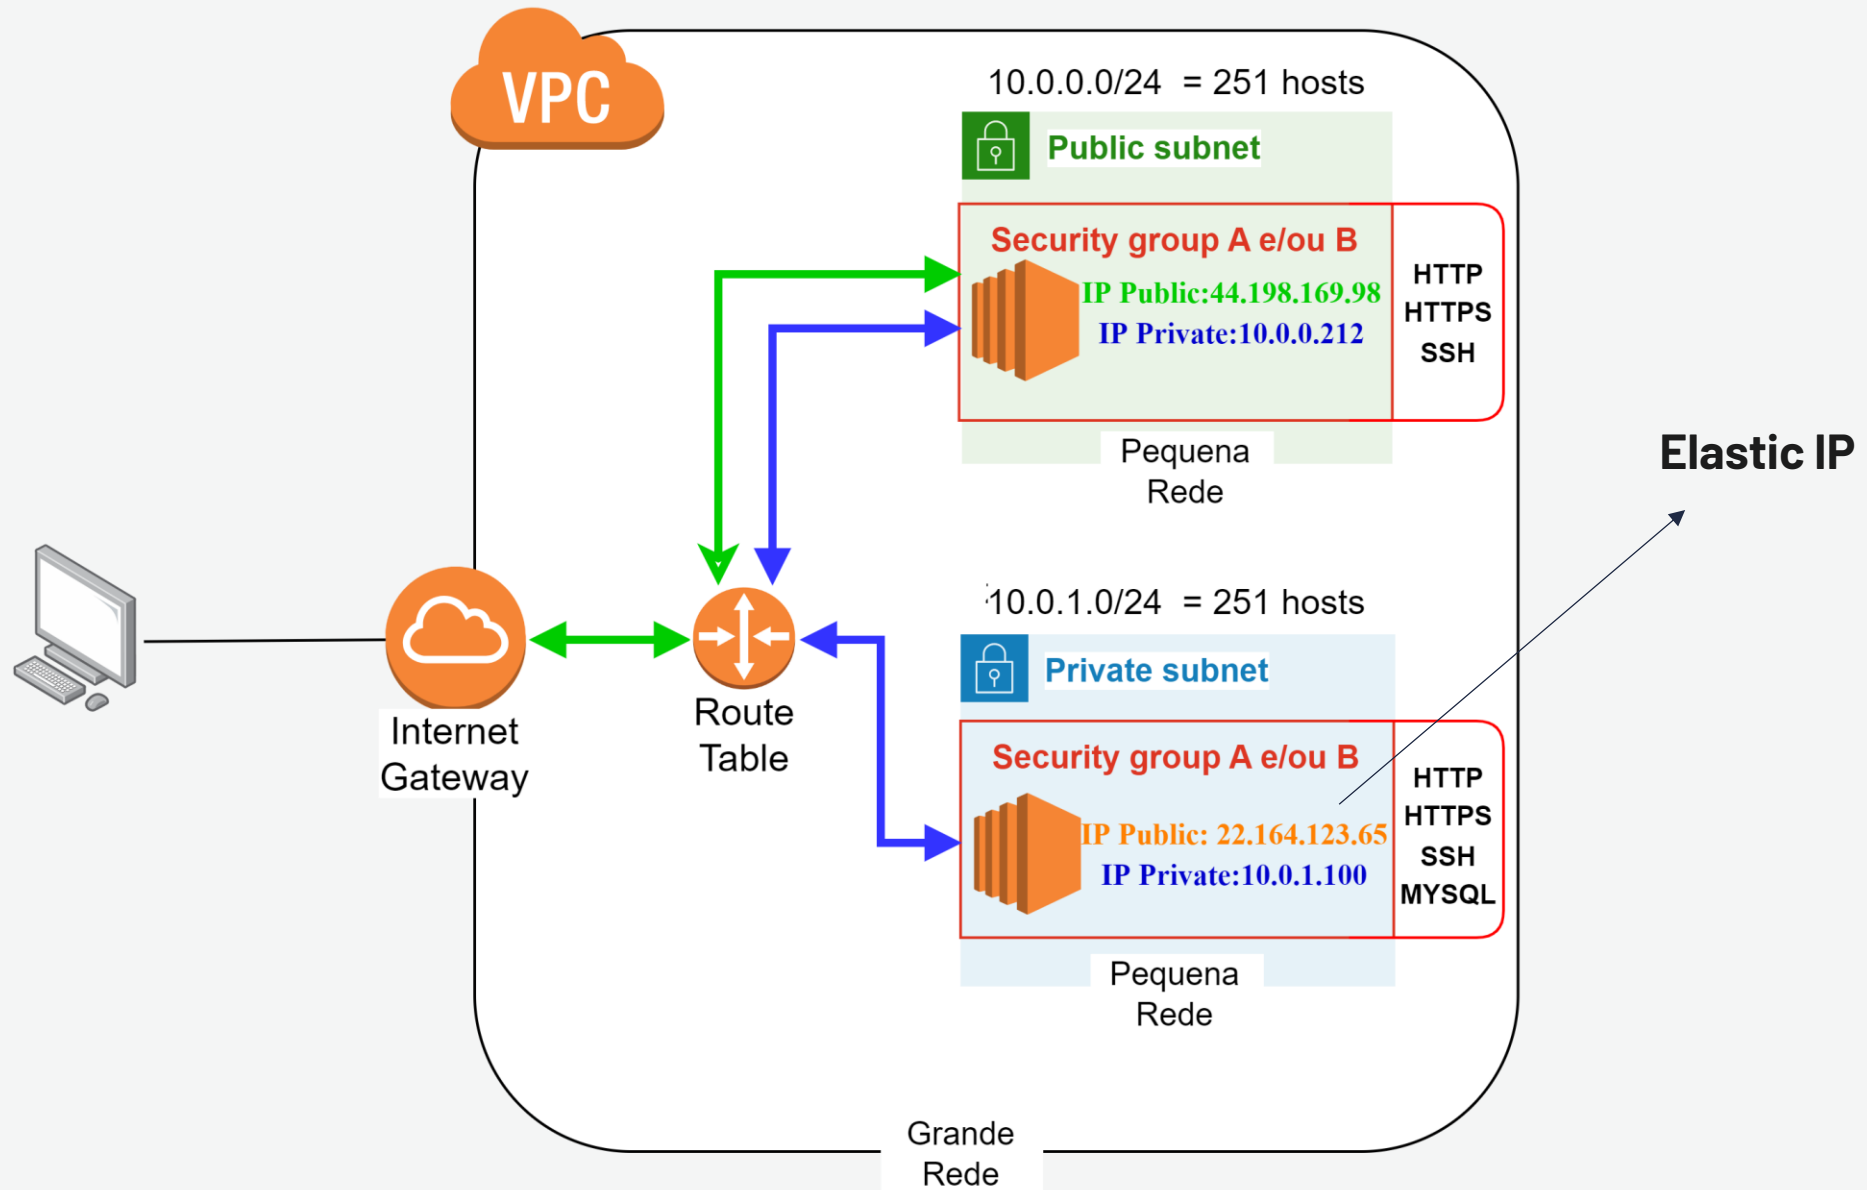 VPC
10.0.0.0/24 = 251 hosts
Public subnet
Security group A e/ou B
IP Public:44.198.169.98
IP Private:10.0.0.212
HTTP
HTTPS
SSH
Pequena
Rede
Elastic IP
10.0.1.0/24 = 251 hosts
Private subnet
Security group A e/ou B
IP Public: 22.164.123.65
IP Private:10.0.1.100
HTTP
HTTPS
SSH
MYSQL
Pequena
Rede
Internet
Gateway
Route
Table
Grande
Rede